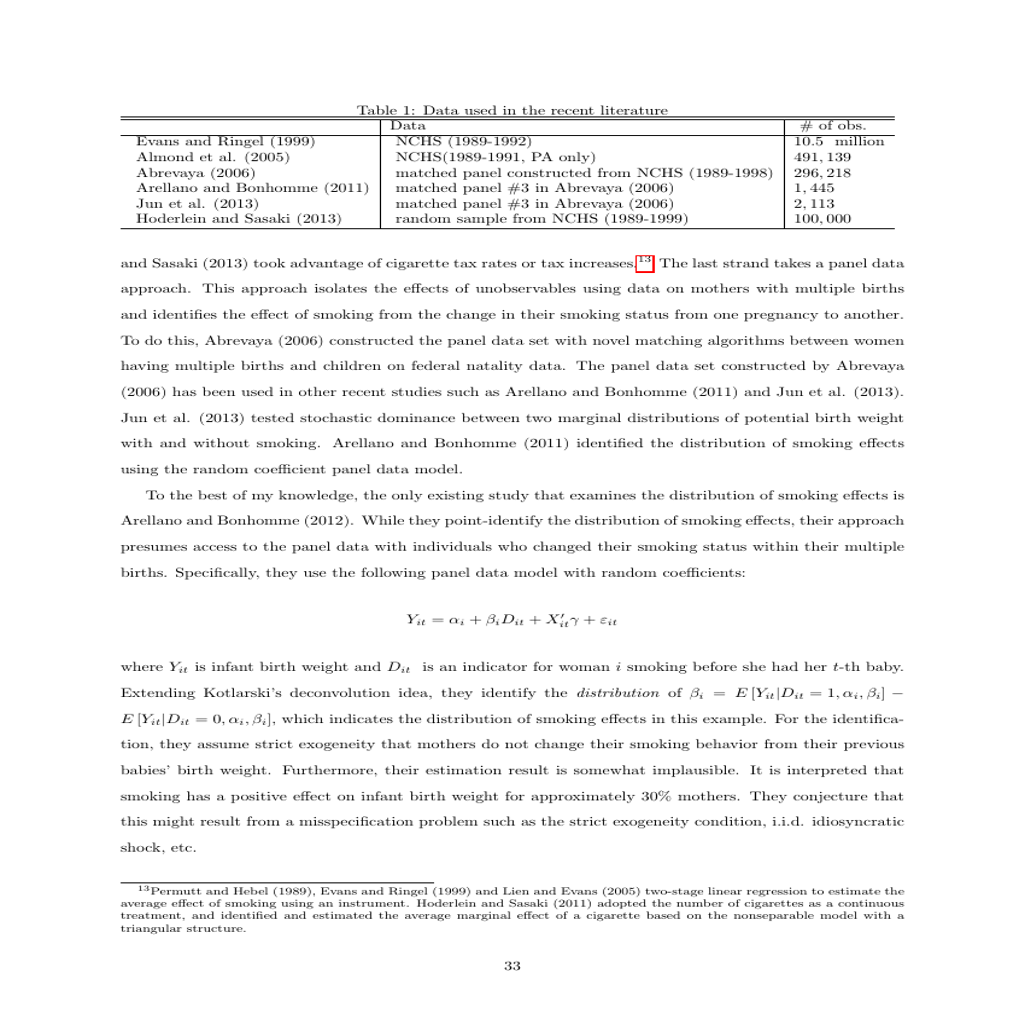 Table 1: Data used in the recent literature
Data # of obs.
Evans and Ringel (1999) NCHS (1989-1992) 10.5 million
Almond et al. (2005) NCHS(1989-1991, PA only) 491, 139
Abrevaya (2006) matched panel constructed from NCHS (1989-1998) 296, 218
Arellano and Bonhomme (2011) matched panel #3 in Abrevaya (2006) 1, 445
Jun et al. (2013) matched panel #3 in Abrevaya (2006) 2, 113
Hoderlein and Sasaki (2013) random sample from NCHS (1989-1999) 100, 000
and Sasaki (2013) took advantage of cigarette tax rates or tax increases.13 The last strand takes a panel data
approach. This approach isolates the effects of unobservables using data on mothers with multiple births
and identifies the effect of smoking from the change in their smoking status from one pregnancy to another.
To do this, Abrevaya (2006) constructed the panel data set with novel matching algorithms between women
having multiple births and children on federal natality data. The panel data set constructed by Abrevaya
(2006) has been used in other recent studies such as Arellano and Bonhomme (2011) and Jun et al. (2013).
Jun et al. (2013) tested stochastic dominance between two marginal distributions of potential birth weight
with and without smoking. Arellano and Bonhomme (2011) identified the distribution of smoking effects
using the random coefficient panel data model.
To the best of my knowledge, the only existing study that examines the distribution of smoking effects is
Arellano and Bonhomme (2012). While they point-identify the distribution of smoking effects, their approach
presumes access to the panel data with individuals who changed their smoking status within their multiple
births. Specifically, they use the following panel data model with random coefficients:
Y_{it} = α_i + β_i D_{it} + X′_{it} γ + ε_{it}
where Y_{it} is infant birth weight and D_{it} is an indicator for woman i smoking before she had her t-th baby.
Extending Kotlarski's deconvolution idea, they identify the distribution of β_i = E [Y_{it}|D_{it} = 1, α_i, β_i] −
E [Y_{it}|D_{it} = 0, α_i, β_i], which indicates the distribution of smoking effects in this example. For the identifica-
tion, they assume strict exogeneity that mothers do not change their smoking behavior from their previous
babies' birth weight. Furthermore, their estimation result is somewhat implausible. It is interpreted that
smoking has a positive effect on infant birth weight for approximately 30% mothers. They conjecture that
this might result from a misspecification problem such as the strict exogeneity condition, i.i.d. idiosyncratic
shock, etc.
13Permutt and Hebel (1989), Evans and Ringel (1999) and Lien and Evans (2005) two-stage linear regression to estimate the
average effect of smoking using an instrument. Hoderlein and Sasaki (2011) adopted the number of cigarettes as a continuous
treatment, and identified and estimated the average marginal effect of a cigarette based on the nonseparable model with a
triangular structure.
33